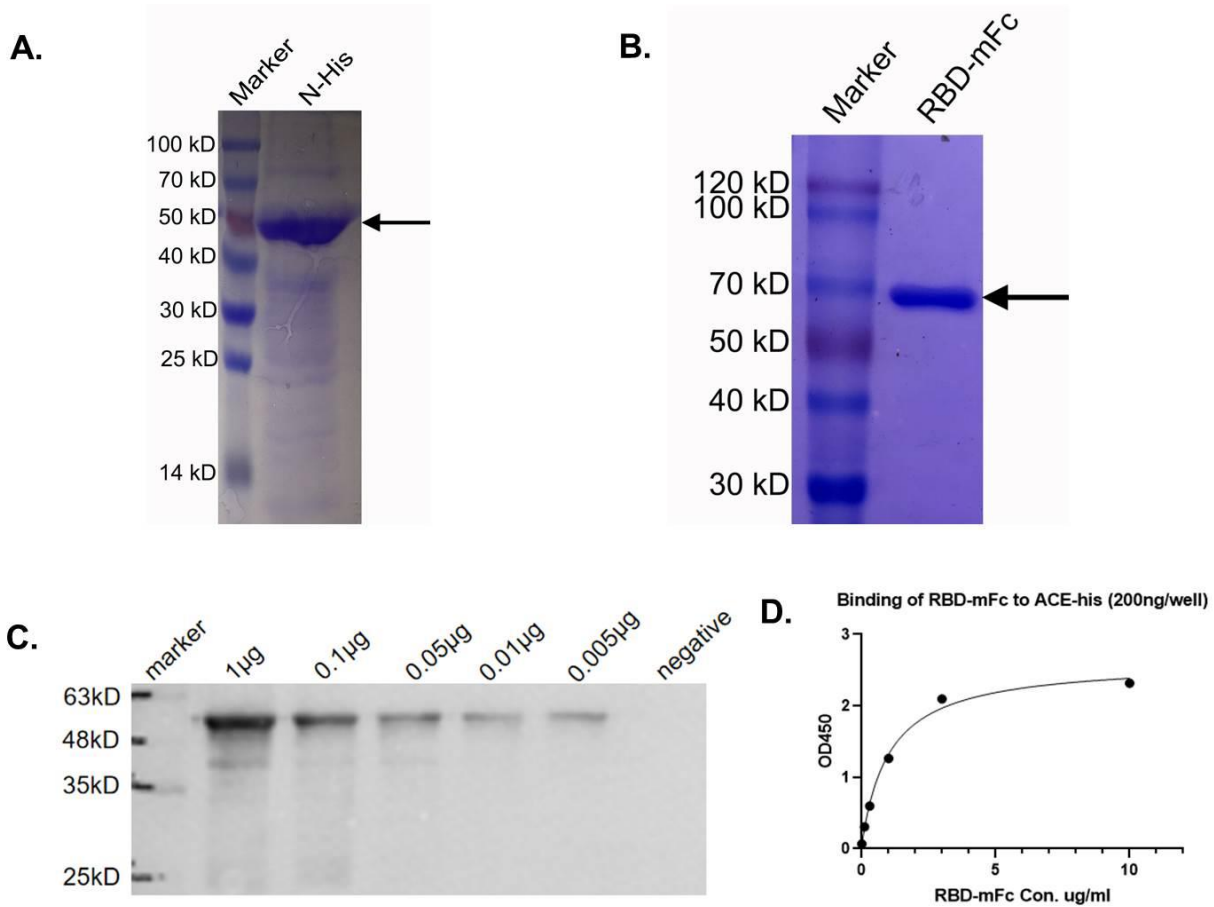 A.
Marker
N-His
100 kD
70 kD
50 kD
40 kD
30 kD
25 kD
14 kD
B.
Marker
RBD-mFc
120 kD
100 kD
70 kD
50 kD
40 kD
30 kD
C.
marker
1μg
0.1μg
0.05μg
0.01μg
0.005μg
negative
63kD
48kD
35kD
25kD
D.
Binding of RBD-mFc to ACE-his (200ng/well)
OD450
3
2
1
0
0
5
10
RBD-mFc Con. ug/ml